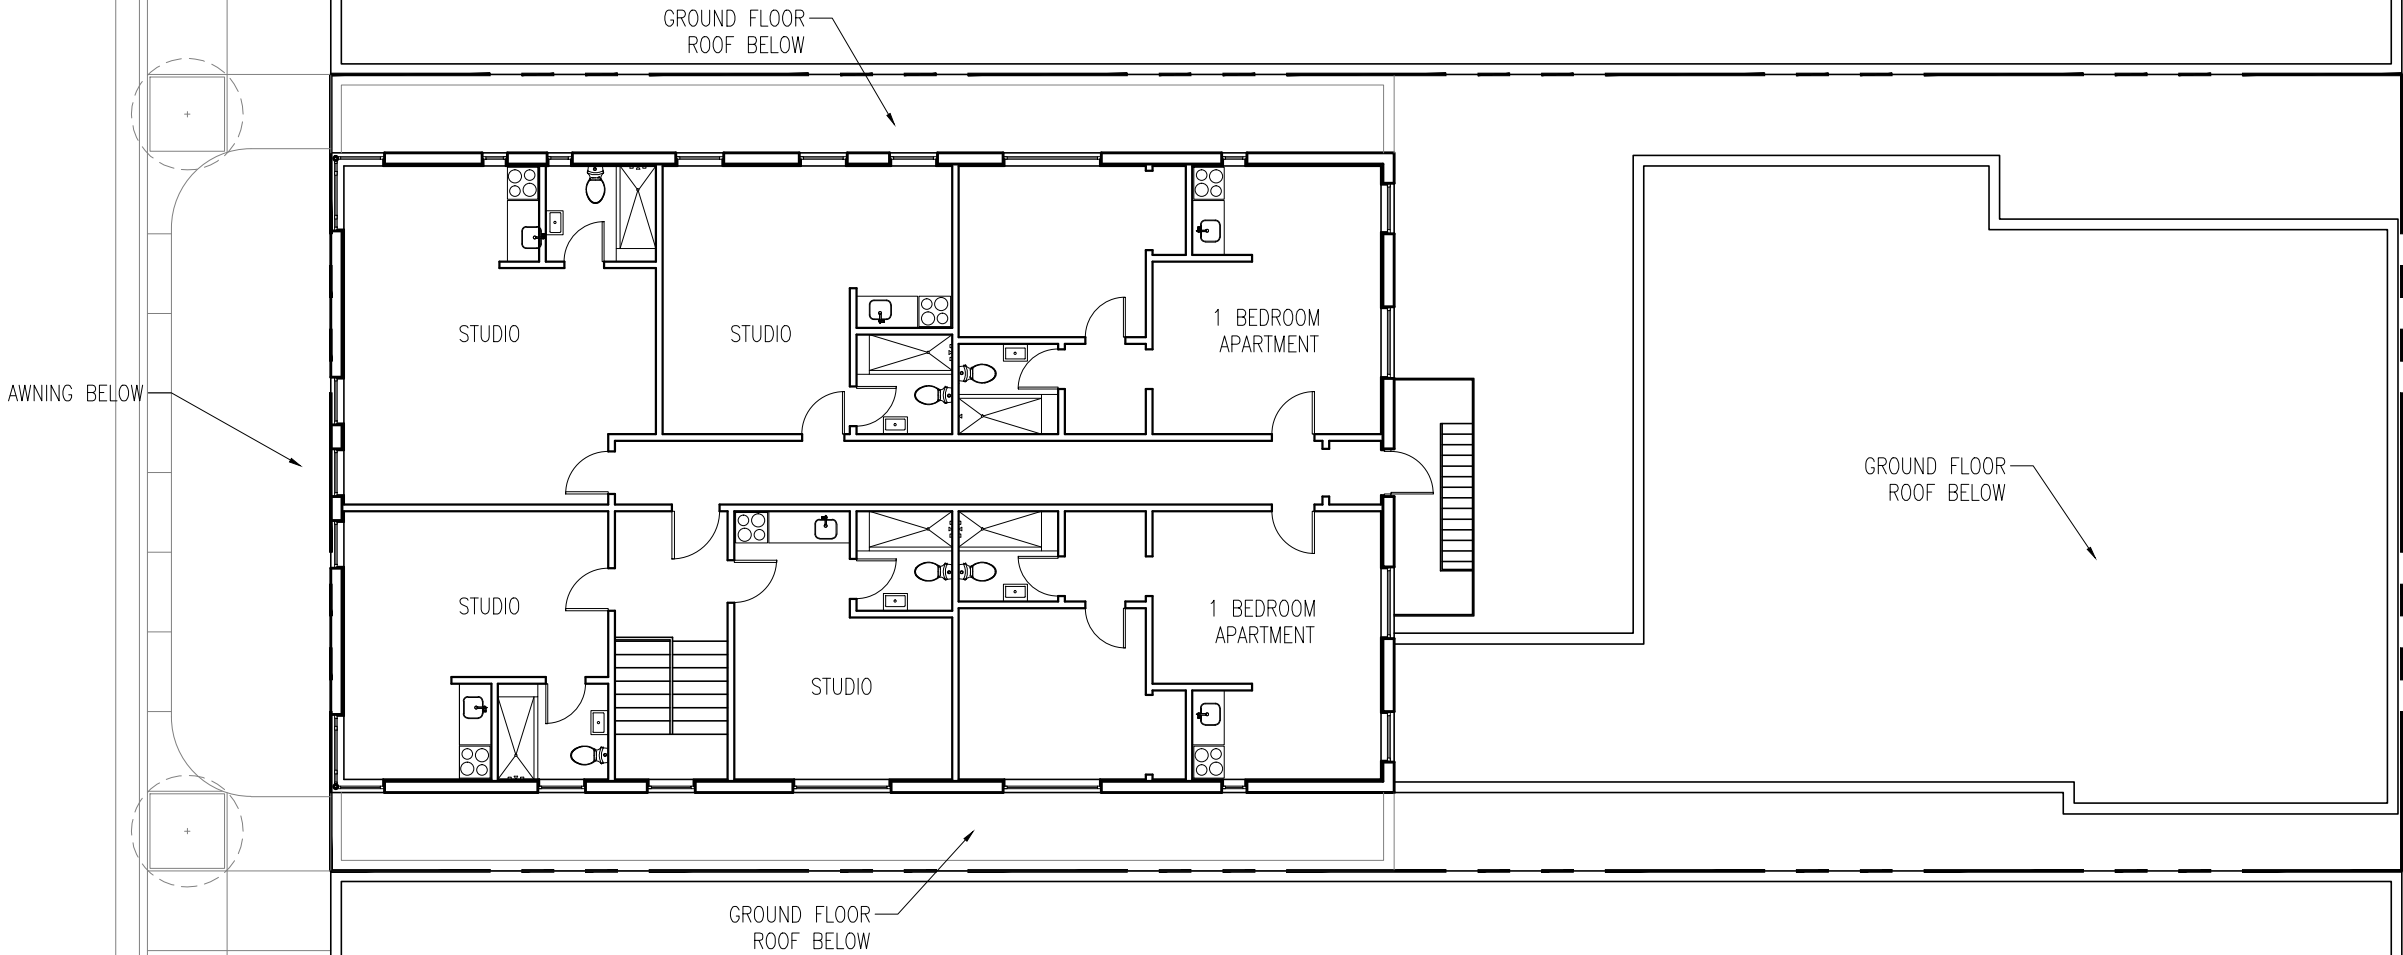 GROUND FLOOR
ROOF BELOW
STUDIO
STUDIO
1 BEDROOM
APARTMENT
AWNING BELOW
GROUND FLOOR
ROOF BELOW
STUDIO
1 BEDROOM
APARTMENT
STUDIO
GROUND FLOOR
ROOF BELOW